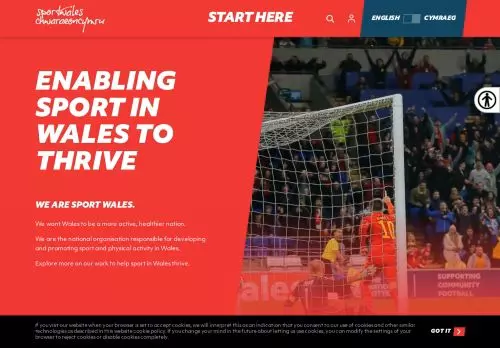 sportwales
chwaraeoncymru
START HERE
ENGLISH
CYMRAEG
ENABLING
SPORT IN
WALES TO
THRIVE
WE ARE SPORT WALES.
We want Wales to be a more active, healthier nation.
We are the national organisation responsible for developing
and promoting sport and physical activity in Wales.
Explore more on our work to help sport in Wales thrive.
10
SUPPORTING
COMMUNITY
FOOTBALL
If you visit our website when your browser is set to accept cookies, we will interpret this as an indication that you consent to our use of cookies and other similar
technologies as described in this website cookie policy. If you change your mind in the future about letting us use cookies, you can modify the settings of your
browser to reject cookies or disable cookies completely.
GOT IT